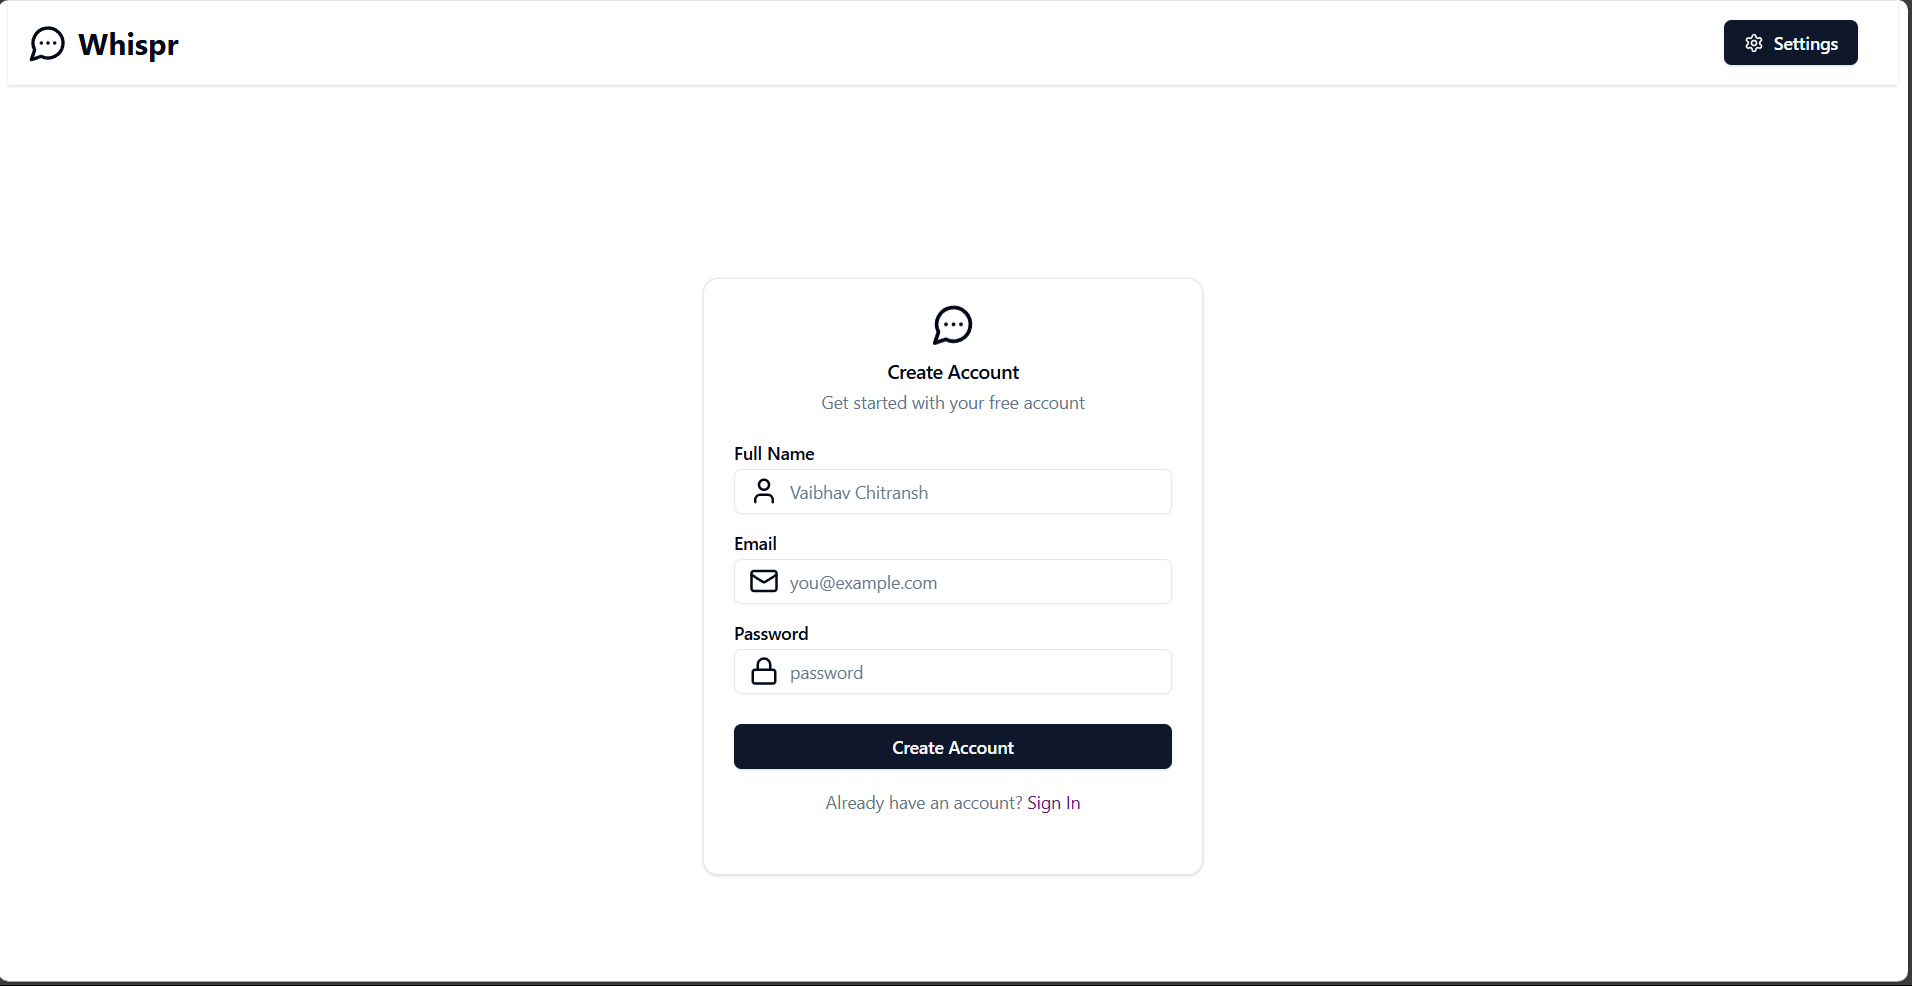 Whispr
Settings
Create Account
Get started with your free account
Full Name
Vaibhav Chitransh
Email
you@example.com
Password
password
Create Account
Already have an account? Sign In